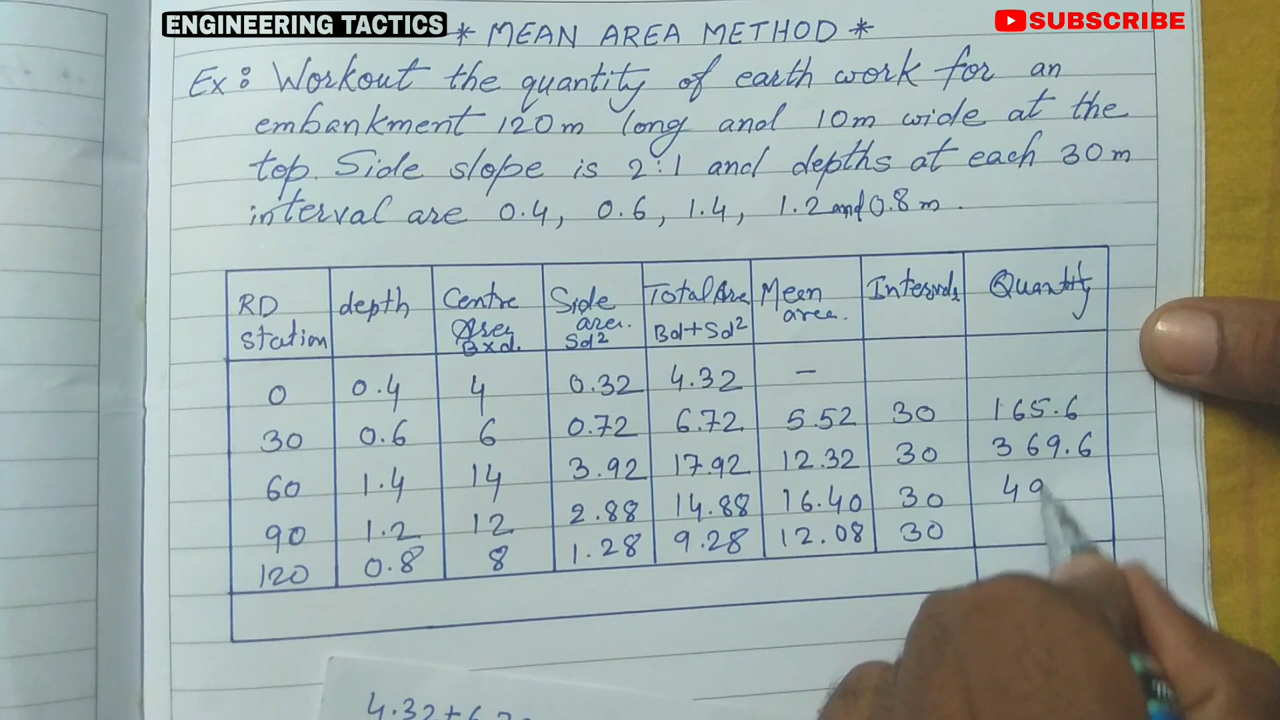 ENGINEERING TACTICS
SUBSCRIBE
* MEAN AREA METHOD *
Ex: Workout the quantity of earth work for an
embankment 120m long and 10m wide at the
top. Side slope is 2:1 and depths at each 30m
interval are 0.4, 0.6, 1.4, 1.2 and 0.8m.
RD station depth Centre Area Bxd. Side area. Sd² Total Are Bd+Sd² Mean area. Intervals Quantity
0 0.4 4 0.32 4.32 –
30 0.6 6 0.72 6.72 5.52 30 165.6
60 1.4 14 3.92 17.92 12.32 30 369.6
90 1.2 12 2.88 14.88 16.40 30 49
120 0.8 8 1.28 9.28 12.08 30